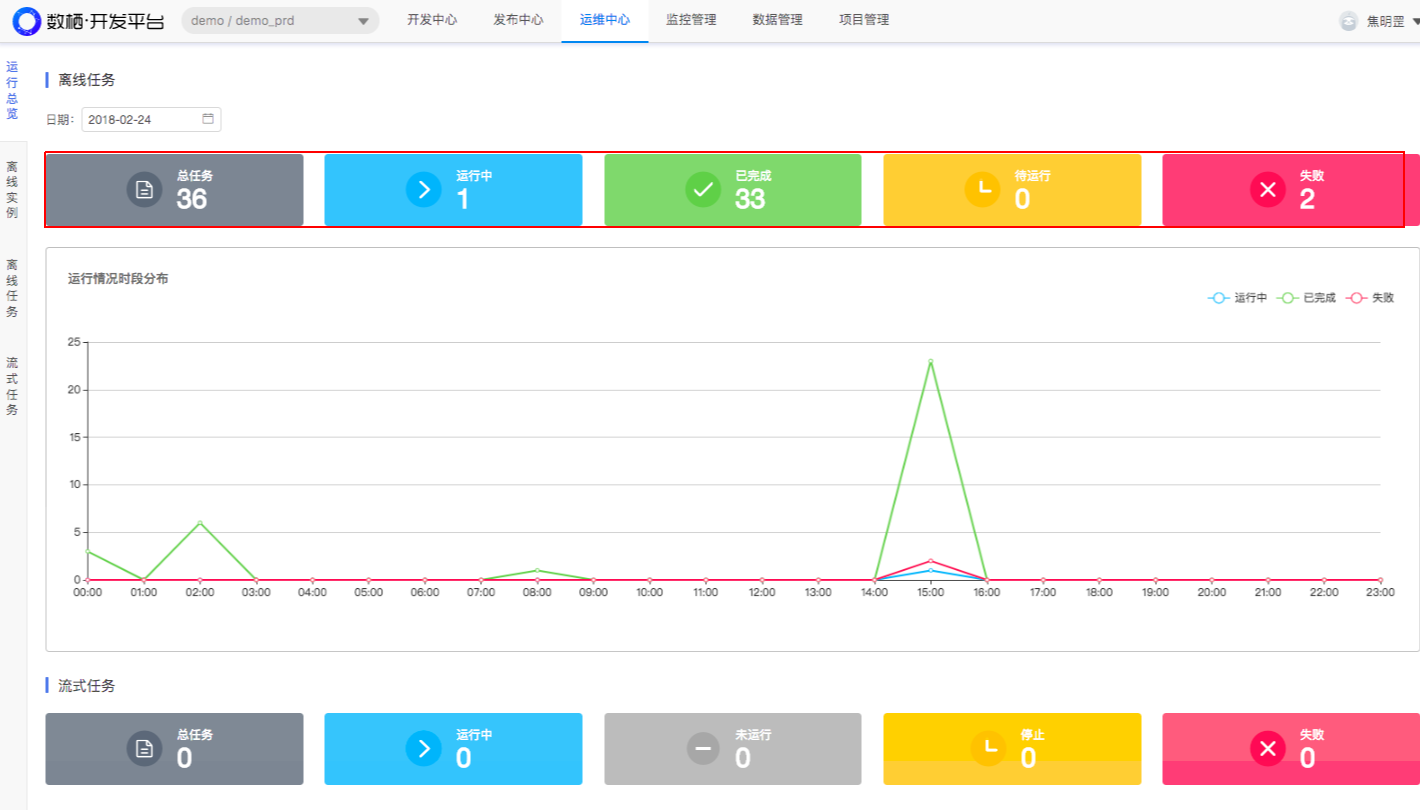 数栖·开发平台 demo / demo_prd 开发中心 发布中心 运维中心 监控管理 数据管理 项目管理 焦明罡
运行总览
离线实例
离线任务
流式任务
离线任务
日期: 2018-02-24
总任务 运行中 已完成 待运行 失败
36 1 33 0 2
运行情况时段分布
运行中 已完成 失败
25
20
15
10
5
0
00:00 01:00 02:00 03:00 04:00 05:00 06:00 07:00 08:00 09:00 10:00 11:00 12:00 13:00 14:00 15:00 16:00 17:00 18:00 19:00 20:00 21:00 22:00 23:00
流式任务
总任务 运行中 未运行 停止 失败
0 0 0 0 0